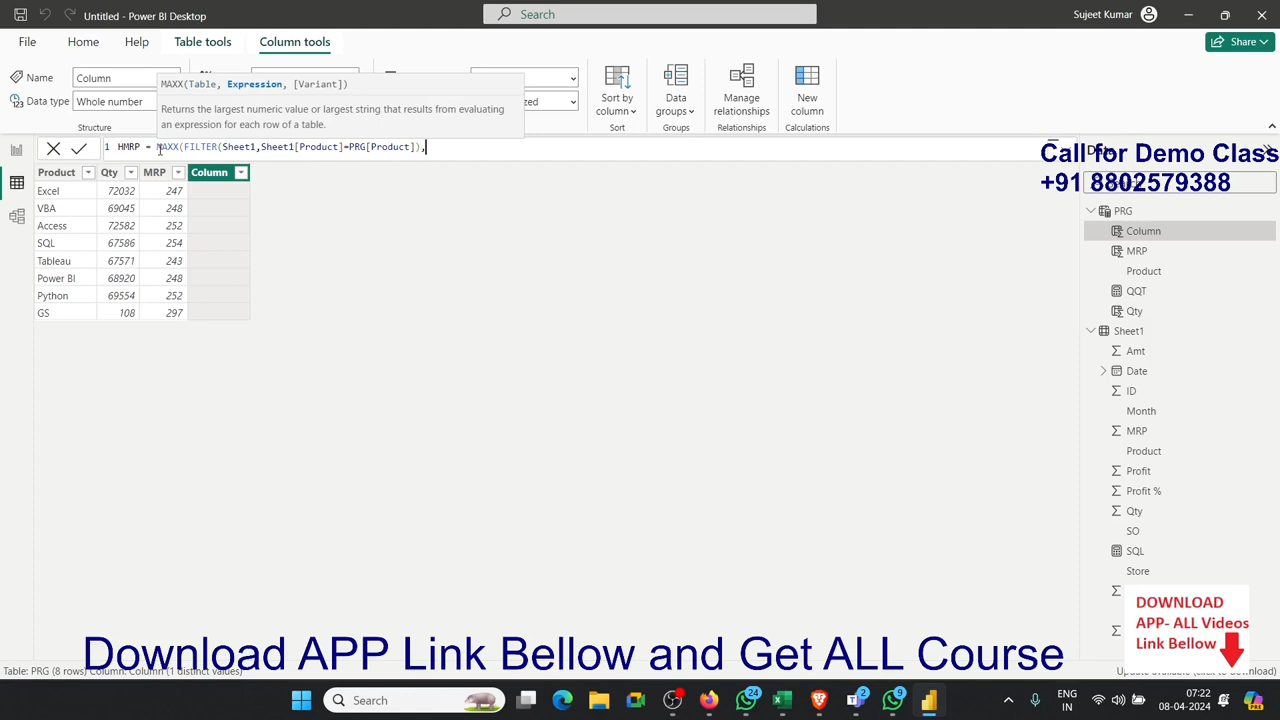 Untitled - Power BI Desktop
Search
Sujeet Kumar
File
Home
Help
Table tools
Column tools
Share
Name
Column
Data type
Whole number
Structure
MAXX(Table, Expression, [Variant])
Returns the largest numeric value or largest string that results from evaluating
an expression for each row of a table.
Sort by
column
Sort
Data
groups
Groups
Manage
relationships
Relationships
New
column
Calculations
1 HMRP = MAXX(FILTER(Sheet1,Sheet1[Product]=PRG[Product]),
Call for Demo Class
+91 8802579388
Product Qty MRP Column
Excel 72032 247
VBA 69045 248
Access 72582 252
SQL 67586 254
Tableau 67571 243
Power BI 68920 248
Python 69554 252
GS 108 297
PRG
Column
MRP
Product
QQT
Qty
Sheet1
Amt
Date
ID
Month
MRP
Product
Profit
Profit %
Qty
SO
SQL
Store
DOWNLOAD
APP- ALL Videos
Link Bellow
Download APP Link Bellow and Get ALL Course
Table: PRG (8 rows) Column: Column (1 distinct values)
Update available (click to download)
Search
24
2
9
ENG
IN
07:22
08-04-2024